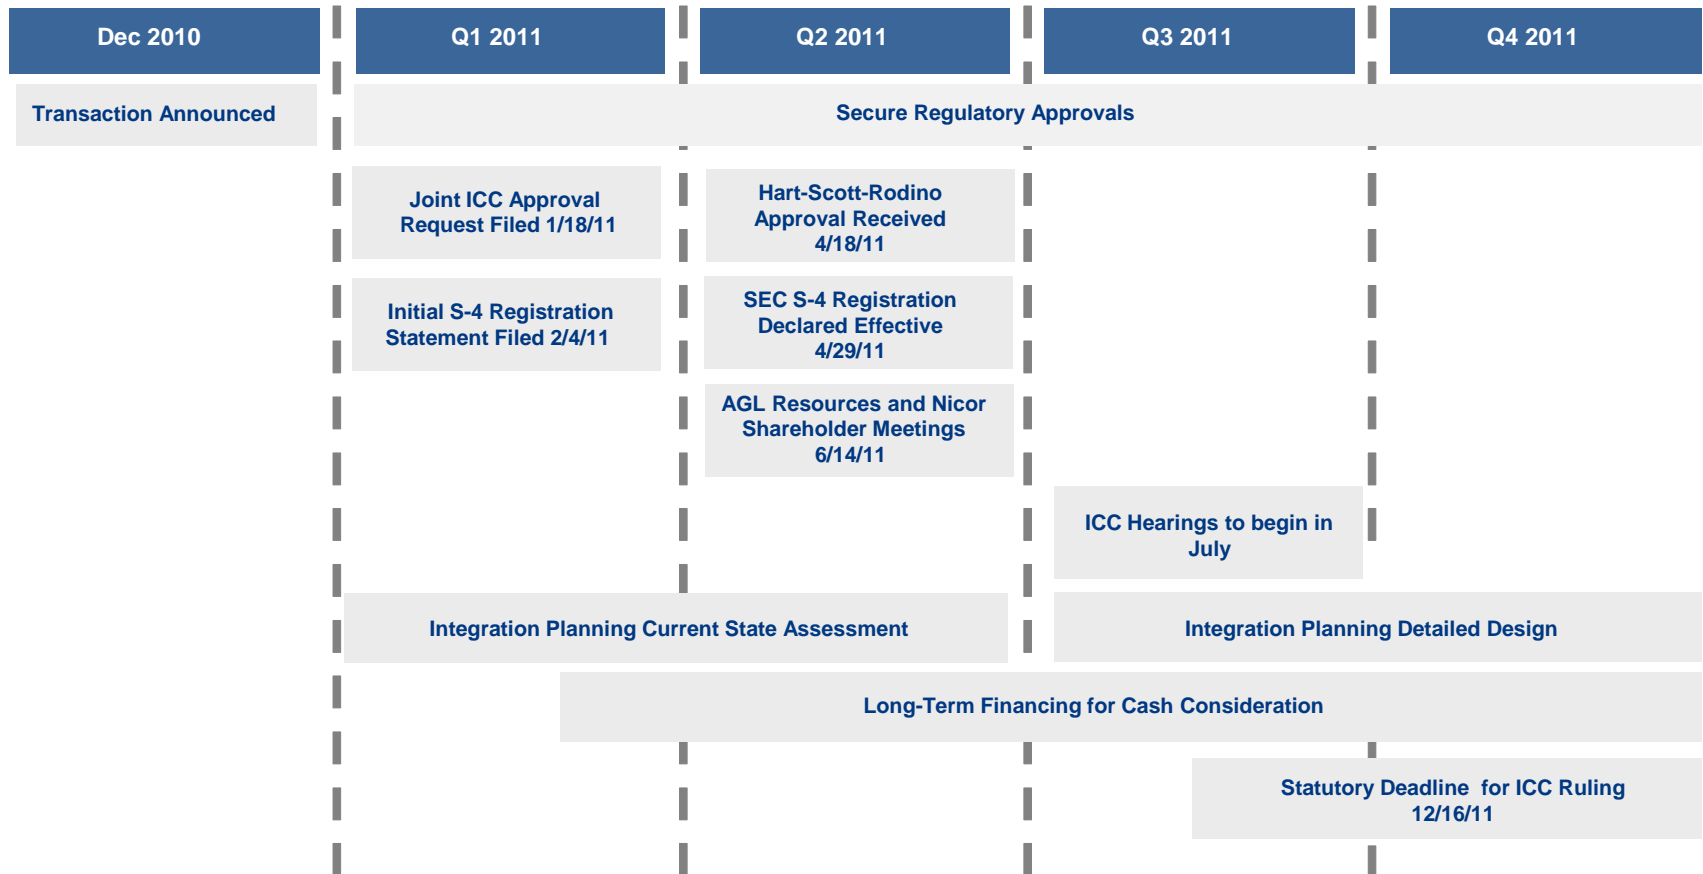 Dec 2010
Q1 2011
Q2 2011
Q3 2011
Q4 2011
Transaction Announced
Secure Regulatory Approvals
Joint ICC Approval
Request Filed 1/18/11
Hart-Scott-Rodino
Approval Received
4/18/11
Initial S-4 Registration
Statement Filed 2/4/11
SEC S-4 Registration
Declared Effective
4/29/11
AGL Resources and Nicor
Shareholder Meetings
6/14/11
ICC Hearings to begin in
July
Integration Planning Current State Assessment
Integration Planning Detailed Design
Long-Term Financing for Cash Consideration
Statutory Deadline for ICC Ruling
12/16/11